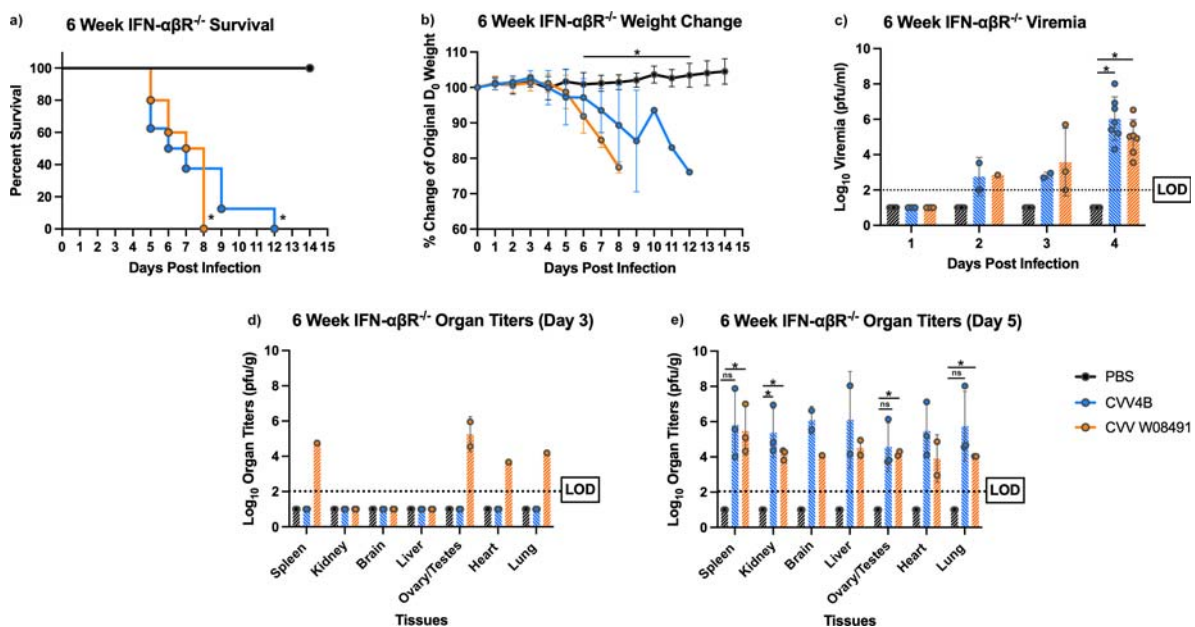 a)
6 Week IFN-αβR-/- Survival
Percent Survival
100
80
60
40
20
0
* *
0 1 2 3 4 5 6 7 8 9 10 11 12 13 14 15
Days Post Infection
b)
6 Week IFN-αβR-/- Weight Change
% Change of Original D0 Weight
110
100
90
80
70
60
*
0 1 2 3 4 5 6 7 8 9 10 11 12 13 14 15
Days Post Infection
c)
6 Week IFN-αβR-/- Viremia
Log10 Viremia (pfu/ml)
10
8
6
4
2
0
* *
LOD
1 2 3 4
Days Post Infection
d)
6 Week IFN-αβR-/- Organ Titers (Day 3)
Log10 Organ Titers (pfu/g)
10
8
6
4
2
0
LOD
Spleen Kidney Brain Liver Ovary/Testes Heart Lung
Tissues
e)
6 Week IFN-αβR-/- Organ Titers (Day 5)
Log10 Organ Titers (pfu/g)
10
8
6
4
2
0
ns * * * ns * ns *
LOD
Spleen Kidney Brain Liver Ovary/Testes Heart Lung
Tissues
PBS
CVV4B
CVV W08491